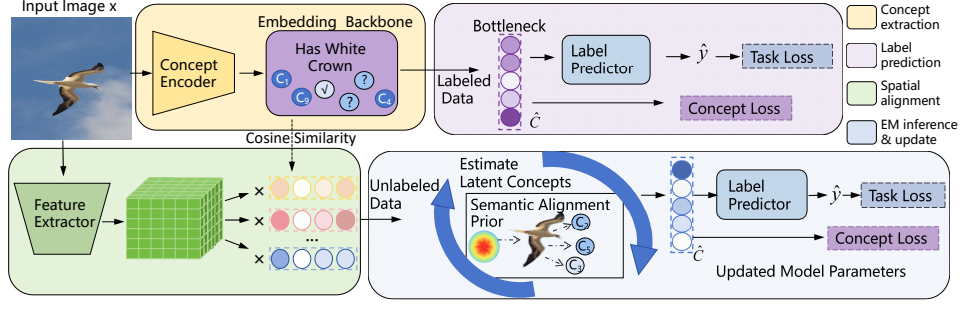 Input Image x
Concept
Encoder
Embedding Backbone
Has White
Crown
C1
C9
√
?
?
C4
Bottleneck
Labeled
Data
Ĉ
Label
Predictor
ŷ
Task Loss
Concept Loss
Concept
extraction
Label
prediction
Spatial
alignment
EM inference
& update
Cosine Similarity
Feature
Extractor
×
×
...
×
Unlabeled
Data
Estimate
Latent Concepts
Semantic Alignment
Prior
C5
C3
Ĉ
Label
Predictor
ŷ
Task Loss
Concept Loss
Updated Model Parameters